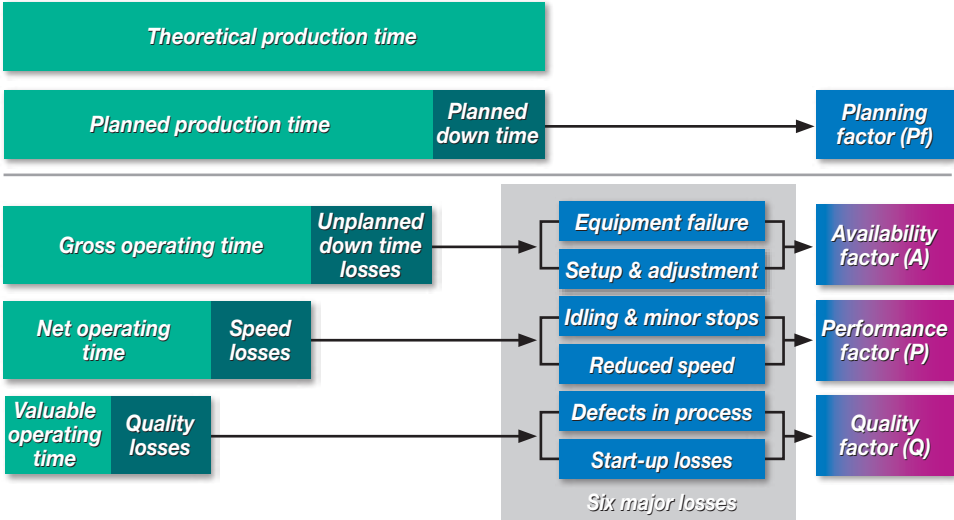 Theoretical production time
Planned production time
Planned
down time
Planning
factor (Pf)
Gross operating time
Unplanned
down time
losses
Equipment failure
Setup & adjustment
Availability
factor (A)
Net operating
time
Speed
losses
Idling & minor stops
Reduced speed
Performance
factor (P)
Valuable
operating
time
Quality
losses
Defects in process
Start-up losses
Quality
factor (Q)
Six major losses